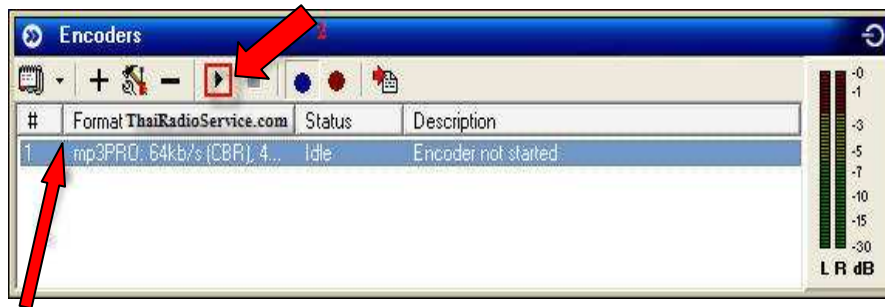 Encoders
2
# Format ThaiRadioService.com Status Description
1 mp3PRO: 64kb/s (CBR), 4... Idle Encoder not started
-0
-1
-3
-5
-7
-10
-15
-30
L R dB